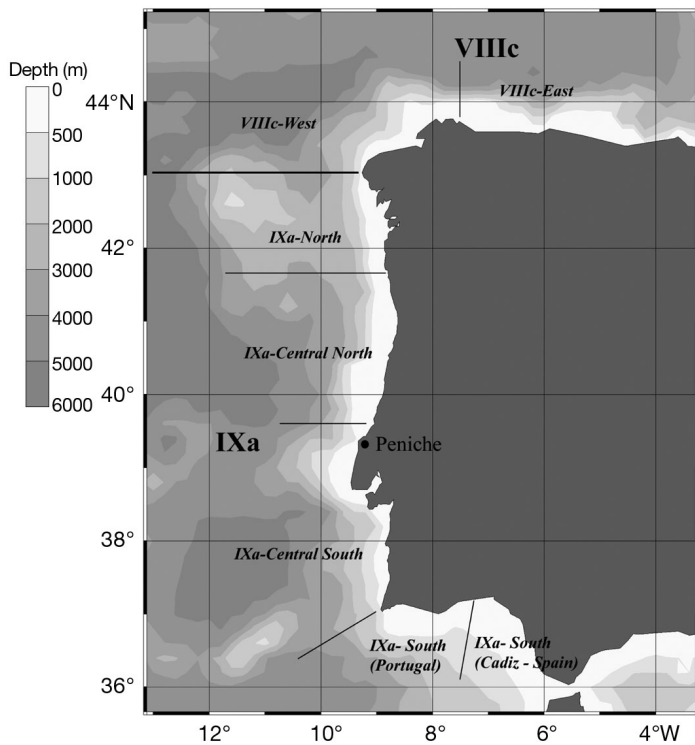 VIIIc
Depth (m)
0
500
1000
2000
3000
4000
5000
6000
44°N
42°
40°
38°
36°
VIIIc-East
VIIIc-West
IXa-North
IXa-Central North
IXa
Peniche
IXa-Central South
IXa- South
(Portugal)
IXa- South
(Cadiz - Spain)
12°
10°
8°
6°
4°W